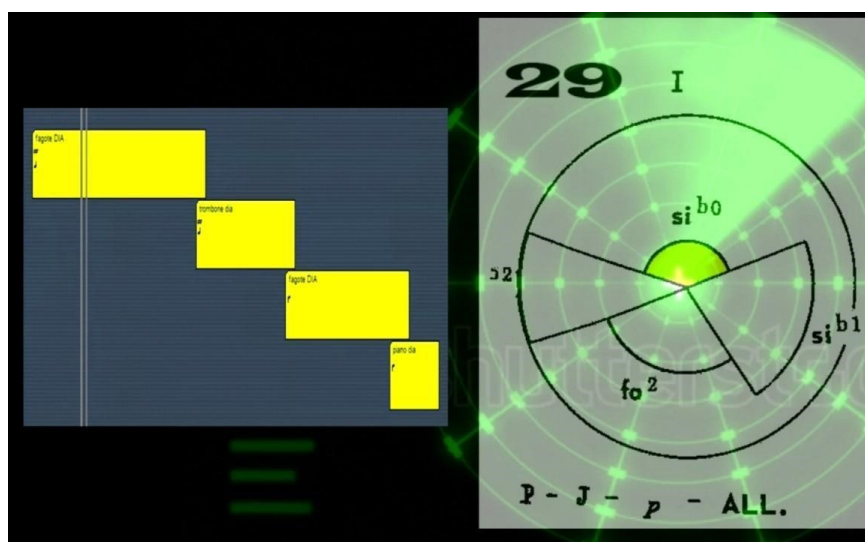 fagote DIA
trombone dia
fagote DIA
piano dia
29 I
si b0
si b1
fa 2
P - J - p - ALL.